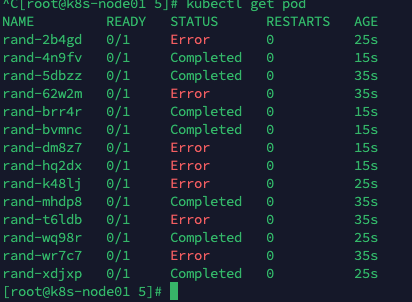 ^C[root@k8s-node01 5]# kubectl get pod
NAME READY STATUS RESTARTS AGE
rand-2b4gd 0/1 Error 0 25s
rand-4n9fv 0/1 Completed 0 15s
rand-5dbzz 0/1 Completed 0 35s
rand-62w2m 0/1 Error 0 35s
rand-brr4r 0/1 Completed 0 25s
rand-bvmnc 0/1 Completed 0 15s
rand-dm8z7 0/1 Error 0 15s
rand-hq2dx 0/1 Error 0 15s
rand-k48lj 0/1 Error 0 25s
rand-mhdp8 0/1 Completed 0 35s
rand-t6ldb 0/1 Error 0 35s
rand-wq98r 0/1 Completed 0 25s
rand-wr7c7 0/1 Error 0 35s
rand-xdjxp 0/1 Completed 0 25s
[root@k8s-node01 5]#